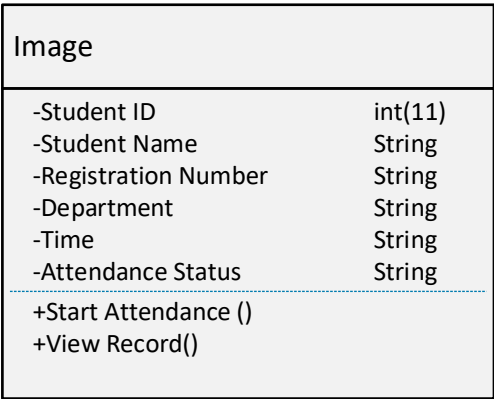 Image
-Student ID int(11)
-Student Name String
-Registration Number String
-Department String
-Time String
-Attendance Status String
+Start Attendance ()
+View Record()